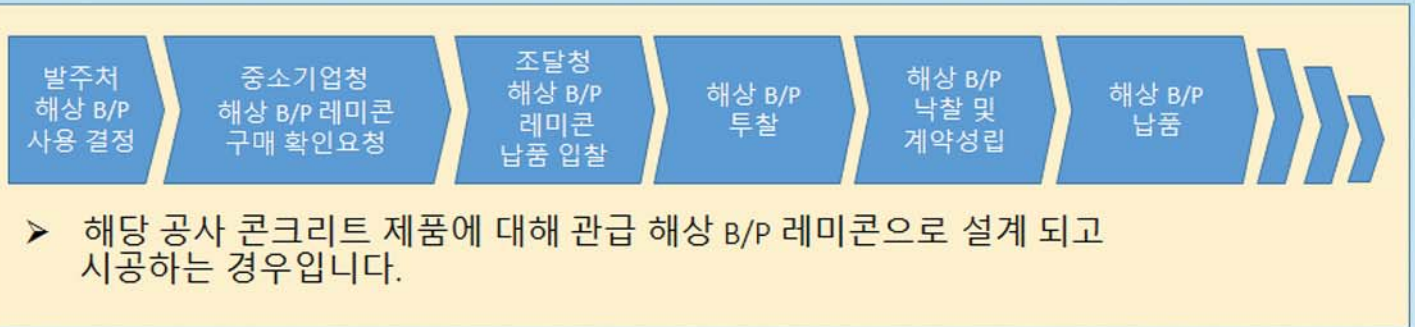 발주처
해상 B/P
사용 결정
중소기업청
해상 B/P 레미콘
구매 확인요청
조달청
해상 B/P
레미콘
납품 입찰
해상 B/P
투찰
해상 B/P
낙찰 및
계약성립
해상 B/P
납품
➤ 해당 공사 콘크리트 제품에 대해 관급 해상 B/P 레미콘으로 설계 되고
시공하는 경우입니다.